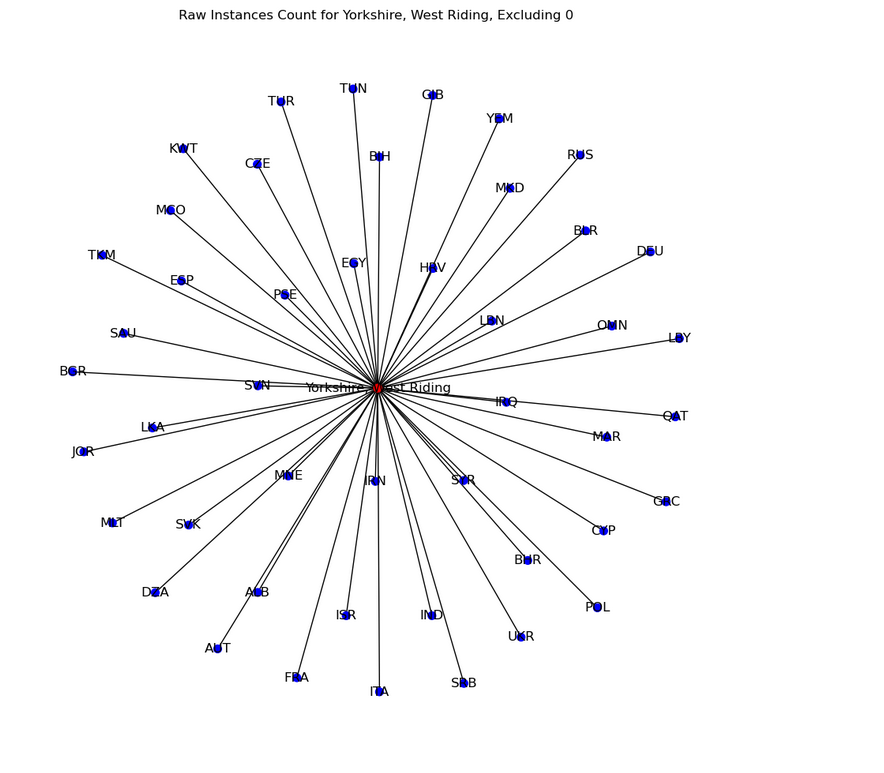 Raw Instances Count for Yorkshire, West Riding, Excluding 0
TUN
GIB
TUR
YEM
KWT
BIH
RUS
CZE
MKD
MCO
BLR
DEU
TKM
EGY
HRV
ESP
PSE
LBN
OMN
SAU
LBY
BGR
SVN
Yorkshire, West Riding
IRQ
QAT
LKA
MAR
JOR
MNE
IRN
SYR
GRC
MLT
SVK
CYP
BHR
DZA
ALB
POL
ISR
IND
UKR
AUT
FRA
SRB
ITA